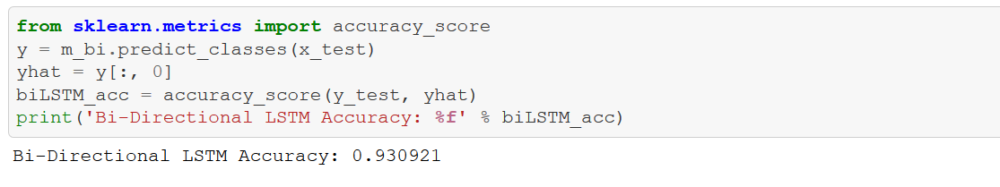 from sklearn.metrics import accuracy_score
y = m_bi.predict_classes(x_test)
yhat = y[:, 0]
biLSTM_acc = accuracy_score(y_test, yhat)
print('Bi-Directional LSTM Accuracy: %f' % biLSTM_acc)
Bi-Directional LSTM Accuracy: 0.930921